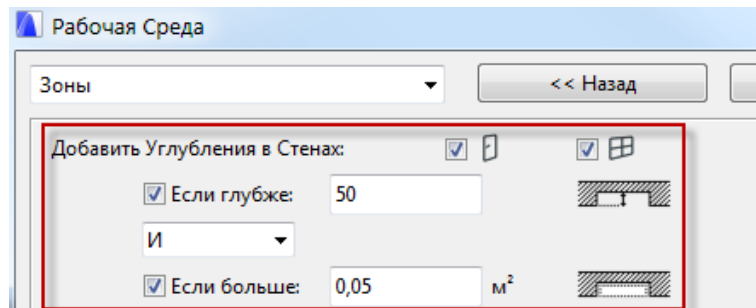 Рабочая Среда
Зоны << Назад
Добавить Углубления в Стенах:
Если глубже: 50
И
Если больше: 0,05 м²